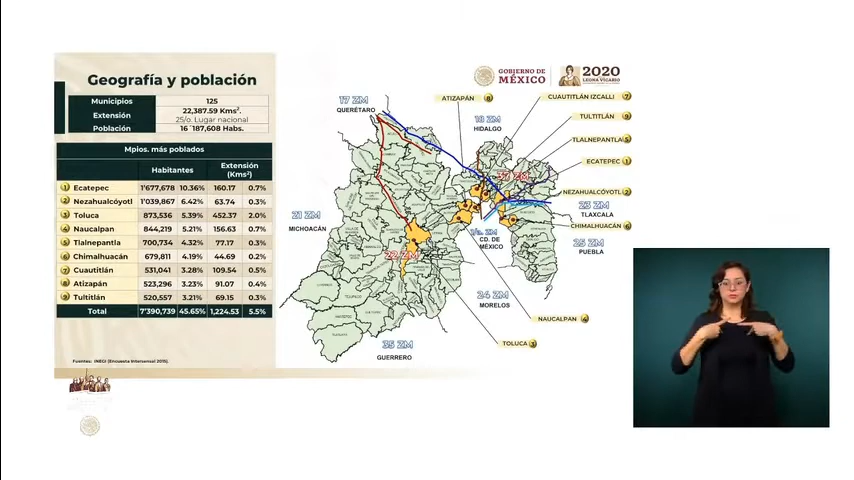 Geografía y población
Municipios 125
Extensión 22,387.59 Kms².
25/o. Lugar nacional
Población 16´187,608 Habs.
Mpios. más poblados
Habitantes Extensión (Kms²)
1 Ecatepec 1'677,678 10.36% 160.17 0.7%
2 Nezahualcóyotl 1'039,867 6.42% 63.74 0.3%
3 Toluca 873,536 5.39% 452.37 2.0%
4 Naucalpan 844,219 5.21% 156.63 0.7%
5 Tlalnepantla 700,734 4.32% 77.17 0.3%
6 Chimalhuacán 679,811 4.19% 44.69 0.2%
7 Cuautitlán 531,041 3.28% 109.54 0.5%
8 Atizapán 523,296 3.23% 91.07 0.4%
9 Tultitlán 520,557 3.21% 69.15 0.3%
Total 7'390,739 45.65% 1,224.53 5.5%
Fuentes: INEGI (Encuesta Intersensal 2015).
GOBIERNO DE
MÉXICO
2020
LEONA VICARIO
17 ZM
QUERÉTARO
ATIZAPÁN 8
CUAUTITLÁN IZCALLI 7
18 ZM
HIDALGO
TULTITLÁN 9
TLALNEPANTLA 5
ECATEPEC 1
37 ZM
NEZAHUALCÓYOTL 2
23 ZM
TLAXCALA
21 ZM
MICHOACÁN
CHIMALHUACÁN 6
1/a. ZM
CD. DE
MÉXICO
25 ZM
PUEBLA
22 ZM
24 ZM
MORELOS
NAUCALPAN 4
TOLUCA 3
35 ZM
GUERRERO